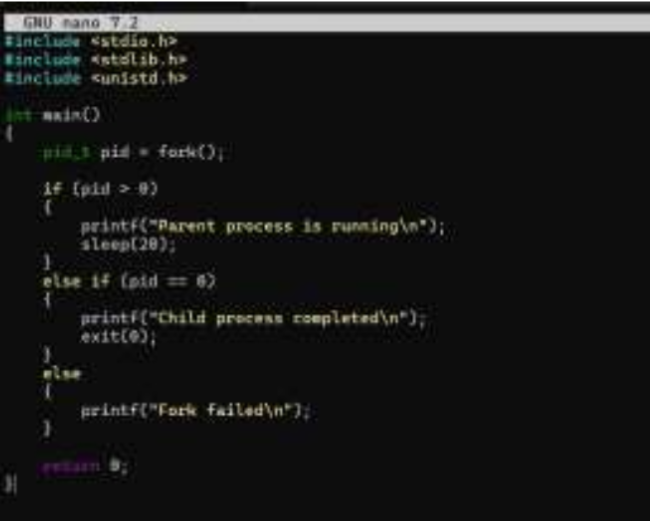 GNU nano 7.2
#include <stdio.h>
#include <stdlib.h>
#include <unistd.h>
int main()
{
pid_t pid = fork();
if (pid > 0)
{
printf("Parent process is running\n");
sleep(20);
}
else if (pid == 0)
{
printf("Child process completed\n");
exit(0);
}
else
{
printf("Fork failed\n");
}
return 0;
}